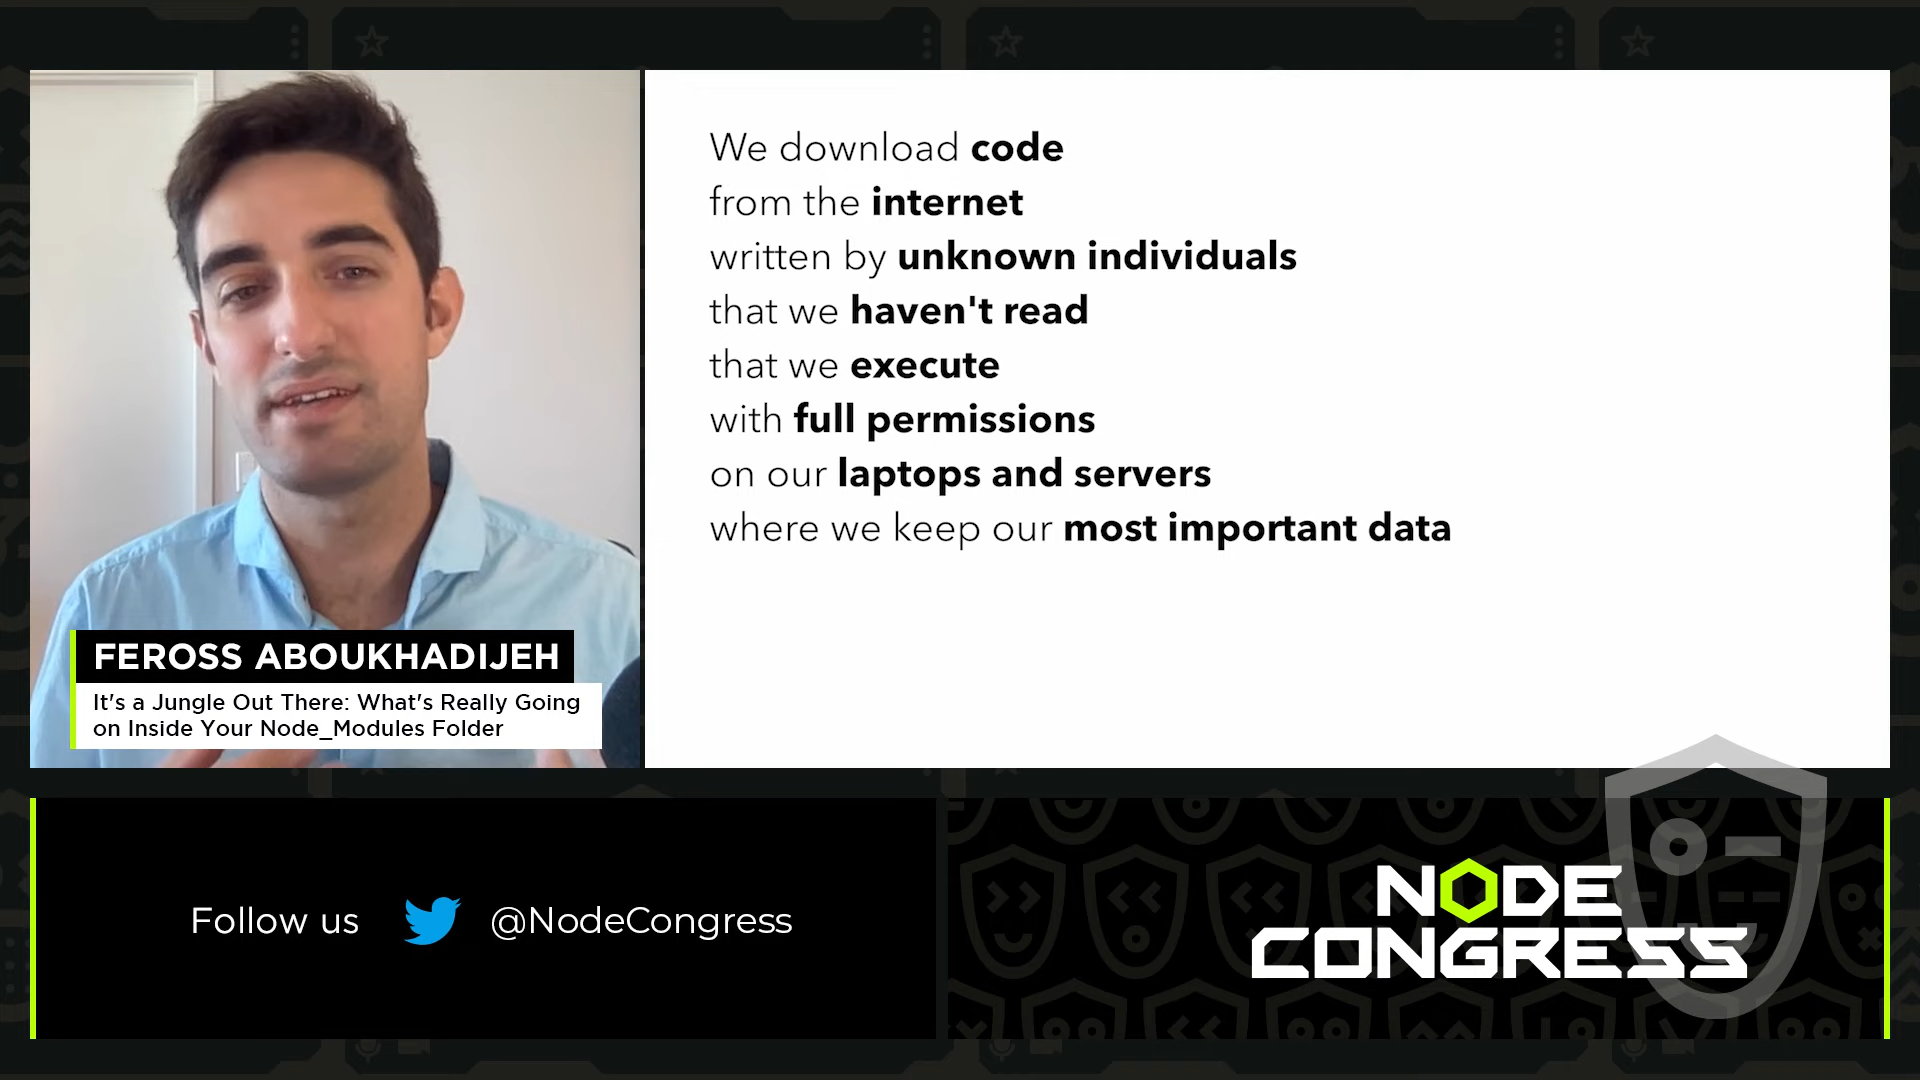 We download code
from the internet
written by unknown individuals
that we haven't read
that we execute
with full permissions
on our laptops and servers
where we keep our most important data
FEROSS ABOUKHADIJEH
It's a Jungle Out There: What's Really Going
on Inside Your Node_Modules Folder
Follow us @NodeCongress
NODE
CONGRESS